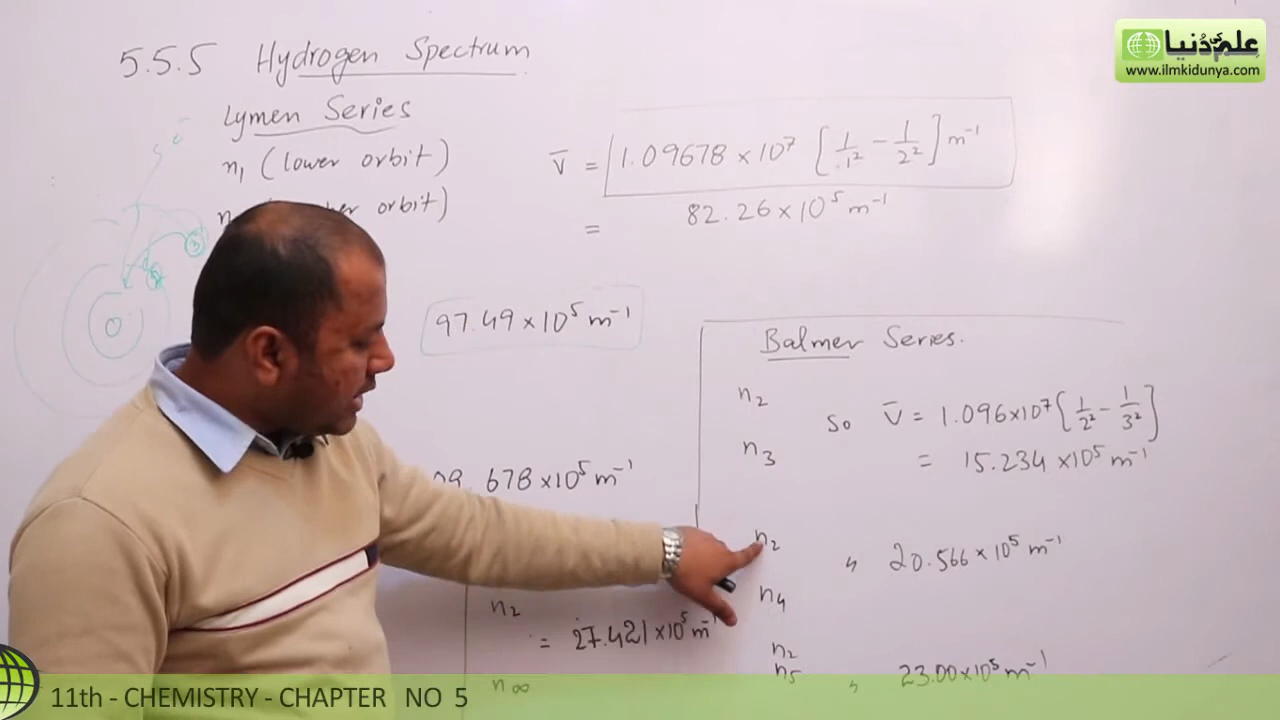 علم کی دُنیا
www.ilmkidunya.com
5.5.5 Hydrogen Spectrum
Lymen Series
n₁ (lower orbit)
orbit)
V̄ = 1.09678 × 10⁷ [1/1² − 1/2²] m⁻¹
= 82.26 × 10⁵ m⁻¹
97.49 × 10⁵ m⁻¹
678 × 10⁵ m⁻¹
n₂
= 27.421 × 10⁵ m⁻¹
n∞
Balmer Series.
n₂
n₃
So V̄ = 1.096 × 10⁷ [1/2² − 1/3²]
= 15.234 × 10⁵ m⁻¹
n₂
n₄
〃 20.566 × 10⁵ m⁻¹
n₂
n₅
〃 23.00 × 10⁵ m⁻¹
3
11th - CHEMISTRY - CHAPTER NO 5